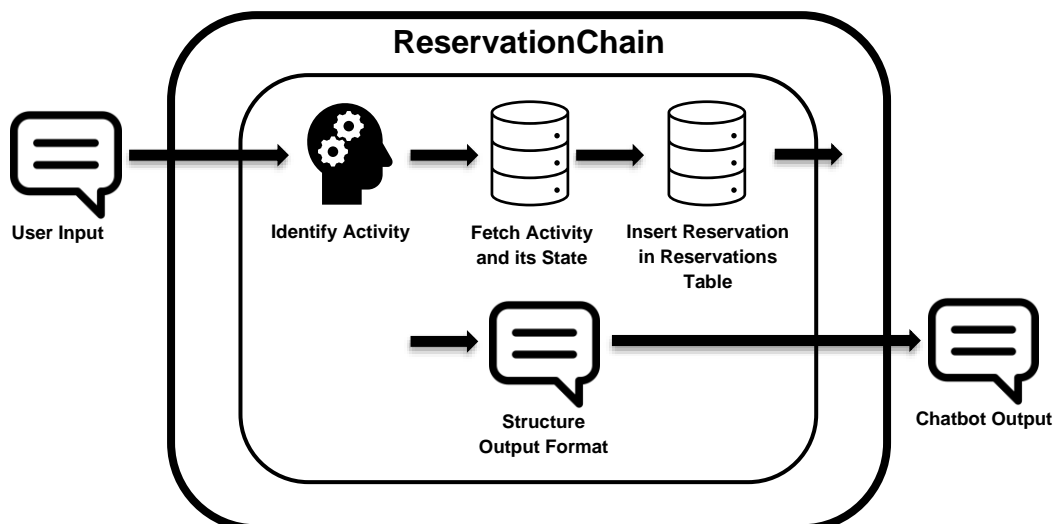 ReservationChain
User Input
Identify Activity
Fetch Activity
and its State
Insert Reservation
in Reservations
Table
Structure
Output Format
Chatbot Output